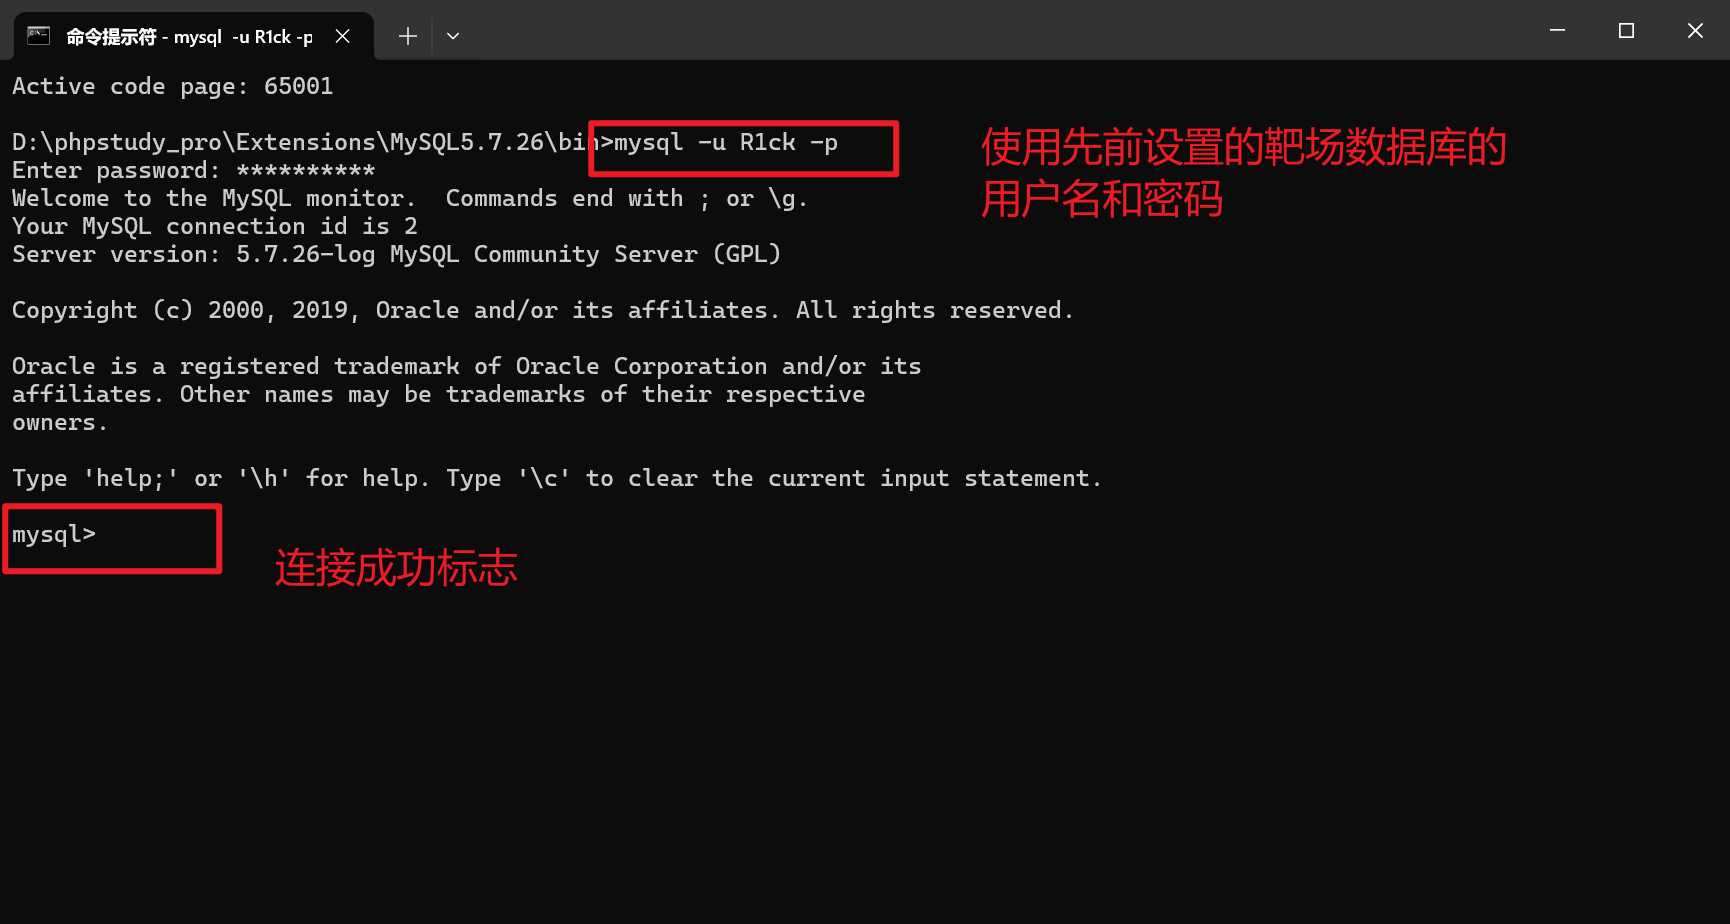 命令提示符 - mysql  -u R1ck -p
Active code page: 65001
D:\phpstudy_pro\Extensions\MySQL5.7.26\bin>mysql -u R1ck -p
使用先前设置的靶场数据库的
用户名和密码
Enter password: **********
Welcome to the MySQL monitor.  Commands end with ; or \g.
Your MySQL connection id is 2
Server version: 5.7.26-log MySQL Community Server (GPL)
Copyright (c) 2000, 2019, Oracle and/or its affiliates. All rights reserved.
Oracle is a registered trademark of Oracle Corporation and/or its
affiliates. Other names may be trademarks of their respective
owners.
Type 'help;' or '\h' for help. Type '\c' to clear the current input statement.
mysql>
连接成功标志